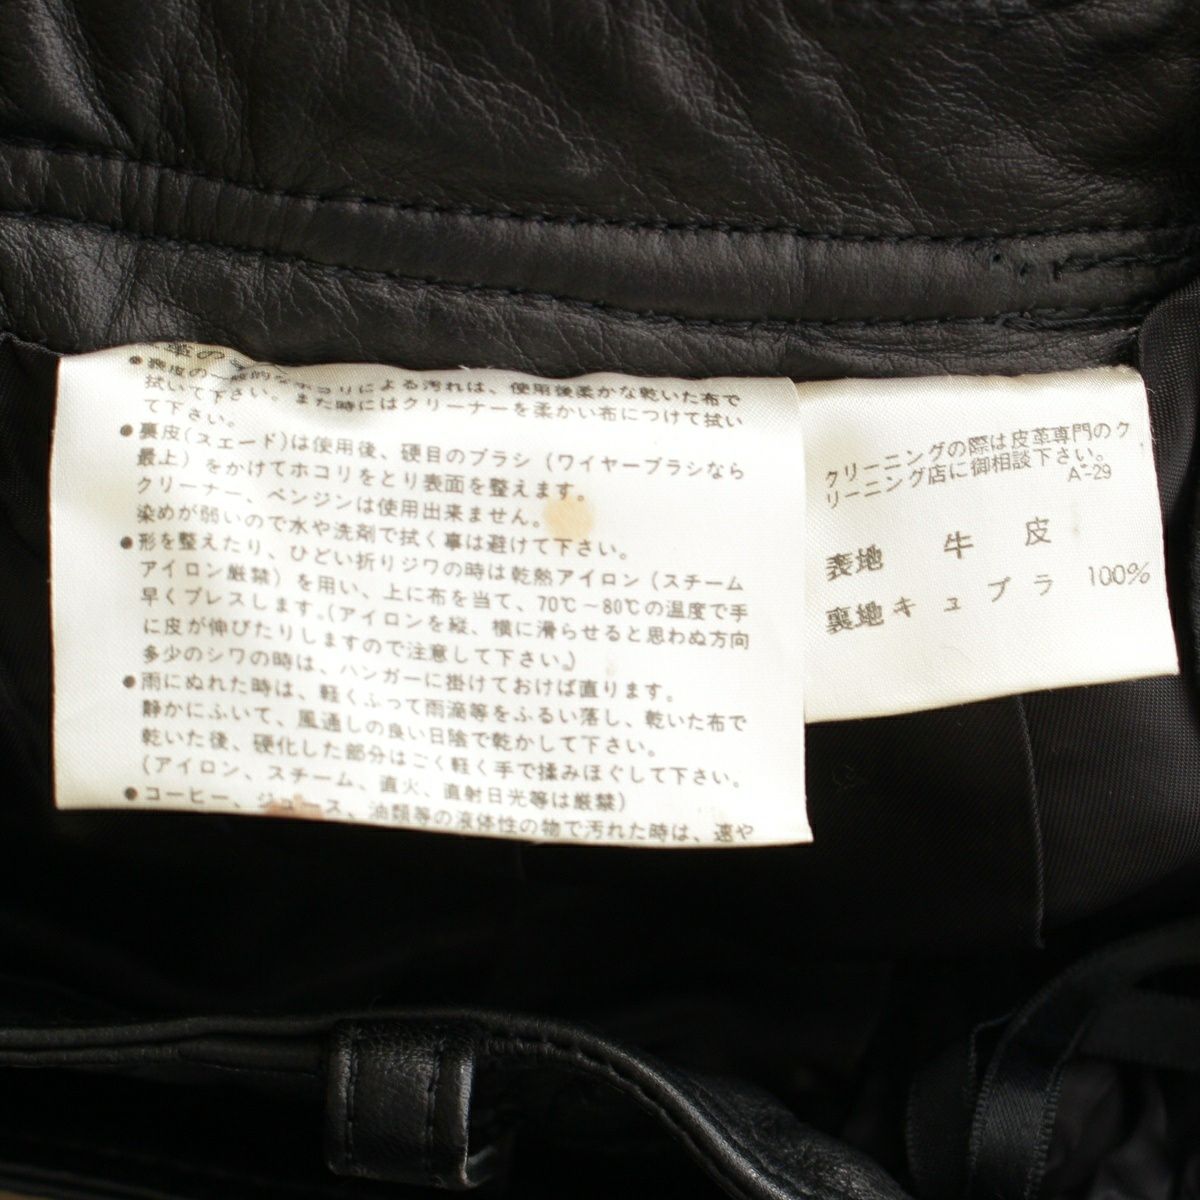 革の
●表皮の一般的なホコリによる汚れは、使用後柔かな乾いた布で
拭いて下さい。また時にはクリーナーを柔かい布につけて拭い
て下さい。
●裏皮(スエード)は使用後、硬目のブラシ(ワイヤーブラシなら
最上)をかけてホコリをとり表面を整えます。
クリーナー、ベンジンは使用出来ません。
染めが弱いので水や洗剤で拭く事は避けて下さい。
●形を整えたり、ひどい折りジワの時は乾熱アイロン(スチーム
アイロン厳禁)を用い、上に布を当て、70℃～80℃の温度で手
早くプレスします。(アイロンを縦、横に滑らせると思わぬ方向
に皮が伸びたりしますので注意して下さい。)
多少のシワの時は、ハンガーに掛けておけば直ります。
●雨にぬれた時は、軽くふって雨滴等をふるい落し、乾いた布で
静かにふいて、風通しの良い日陰で乾かして下さい。
乾いた後、硬化した部分はごく軽く手で揉みほぐして下さい。
(アイロン、スチーム、直火、直射日光等は厳禁)
●コーヒー、ジュース、油類等の液体性の物で汚れた時は、速や
クリーニングの際は皮革専門のク
リーニング店に御相談下さい。
A-29
表地 牛 皮
裏地 キュプラ 100%